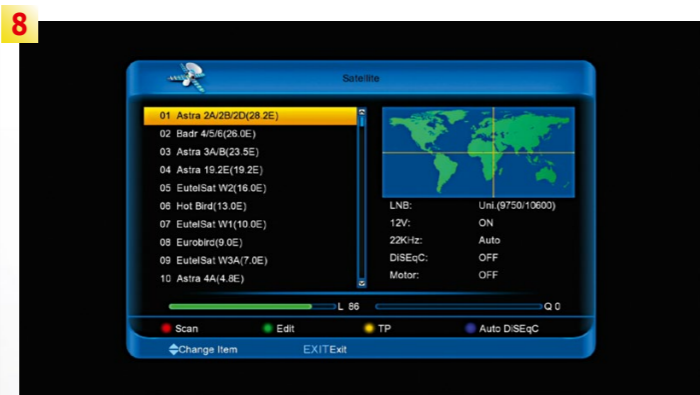 8
Satellite
01 Astra 2A/2B/2D(28.2E)
02 Badr 4/5/6(26.0E)
03 Astra 3A/B(23.5E)
04 Astra 19.2E(19.2E)
05 EutelSat W2(16.0E)
06 Hot Bird(13.0E)
07 EutelSat W1(10.0E)
08 Eurobird(9.0E)
09 EutelSat W3A(7.0E)
10 Astra 4A(4.8E)
LNB: Uni.(9750/10600)
12V: ON
22KHz: Auto
DiSEqC: OFF
Motor: OFF
L 86 Q 0
Scan Edit TP Auto DiSEqC
Change Item EXITExit